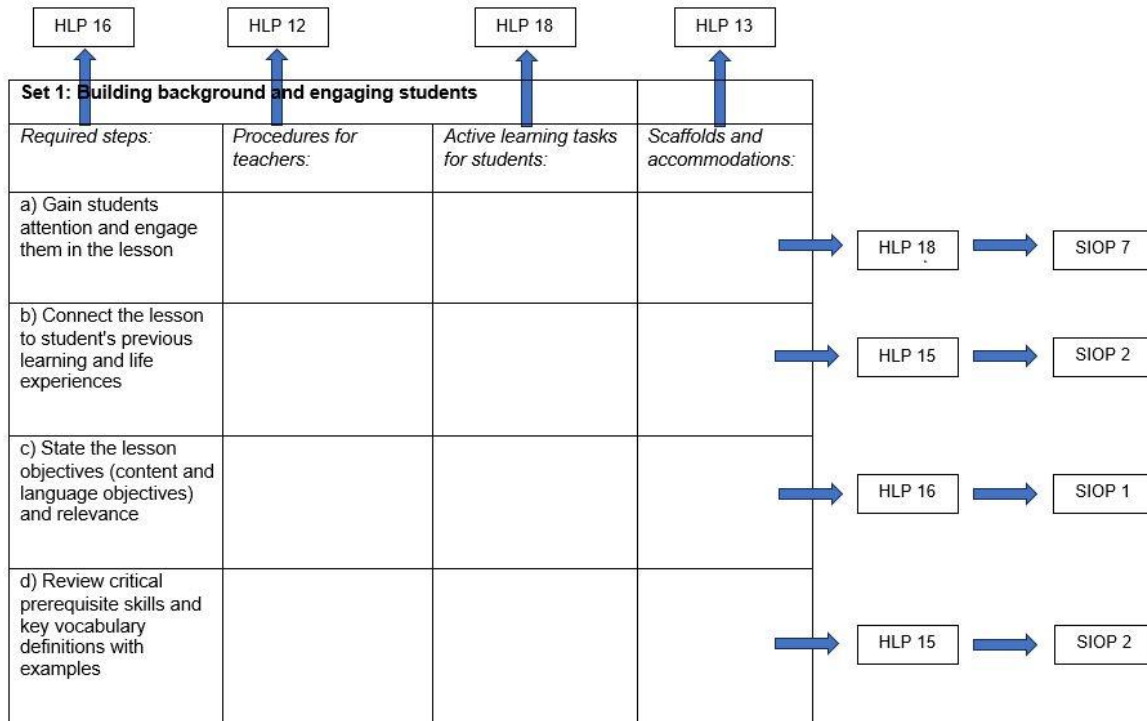 HLP 16
HLP 12
HLP 18
HLP 13
Set 1: Building background and engaging students
Required steps:
Procedures for
teachers:
Active learning tasks
for students:
Scaffolds and
accommodations:
a) Gain students
attention and engage
them in the lesson
HLP 18
SIOP 7
b) Connect the lesson
to student's previous
learning and life
experiences
HLP 15
SIOP 2
c) State the lesson
objectives (content and
language objectives)
and relevance
HLP 16
SIOP 1
d) Review critical
prerequisite skills and
key vocabulary
definitions with
examples
HLP 15
SIOP 2